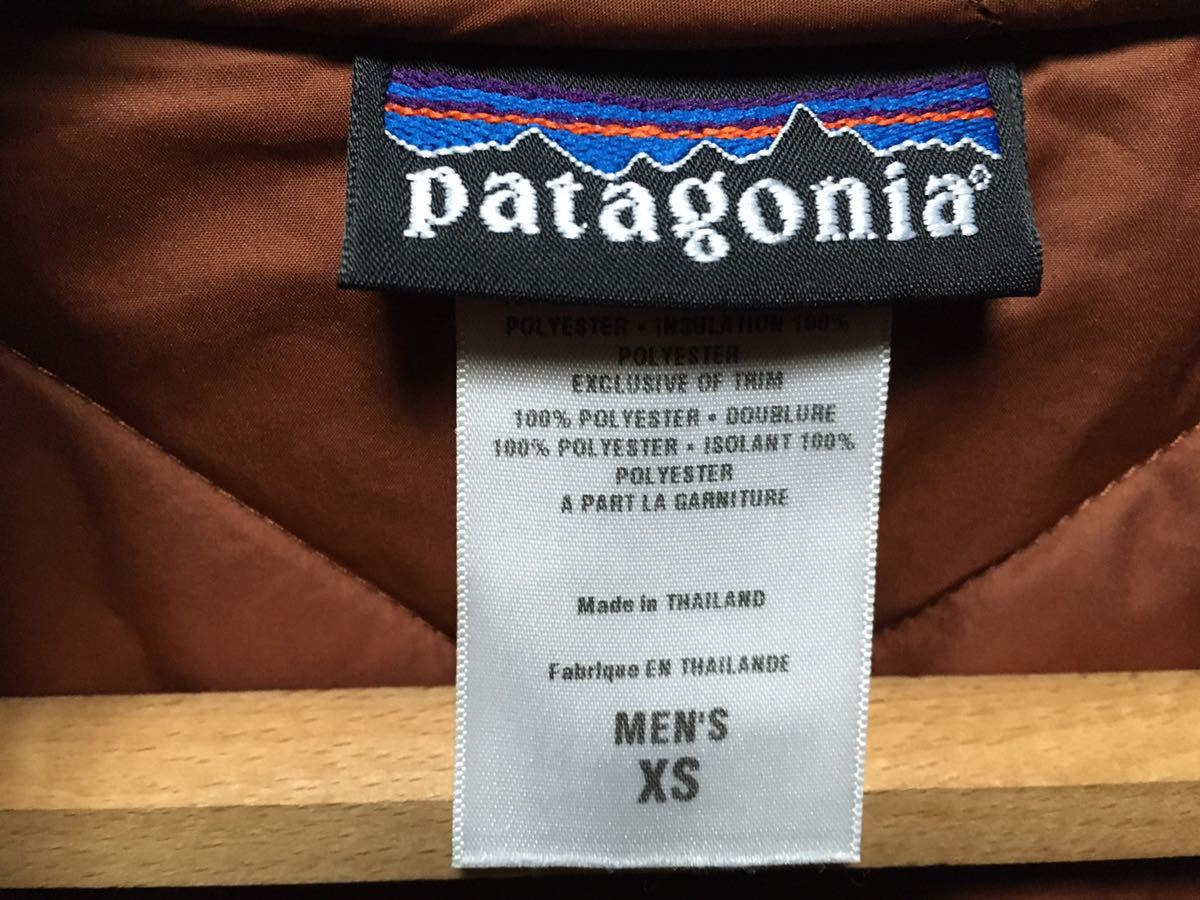 patagonia®
POLYESTER • INSULATION 100%
POLYESTER
EXCLUSIVE OF TRIM
100% POLYESTER • DOUBLURE
100% POLYESTER • ISOLANT 100%
POLYESTER
A PART LA GARNITURE
Made in THAILAND
Fabrique EN THAILANDE
MEN'S
XS